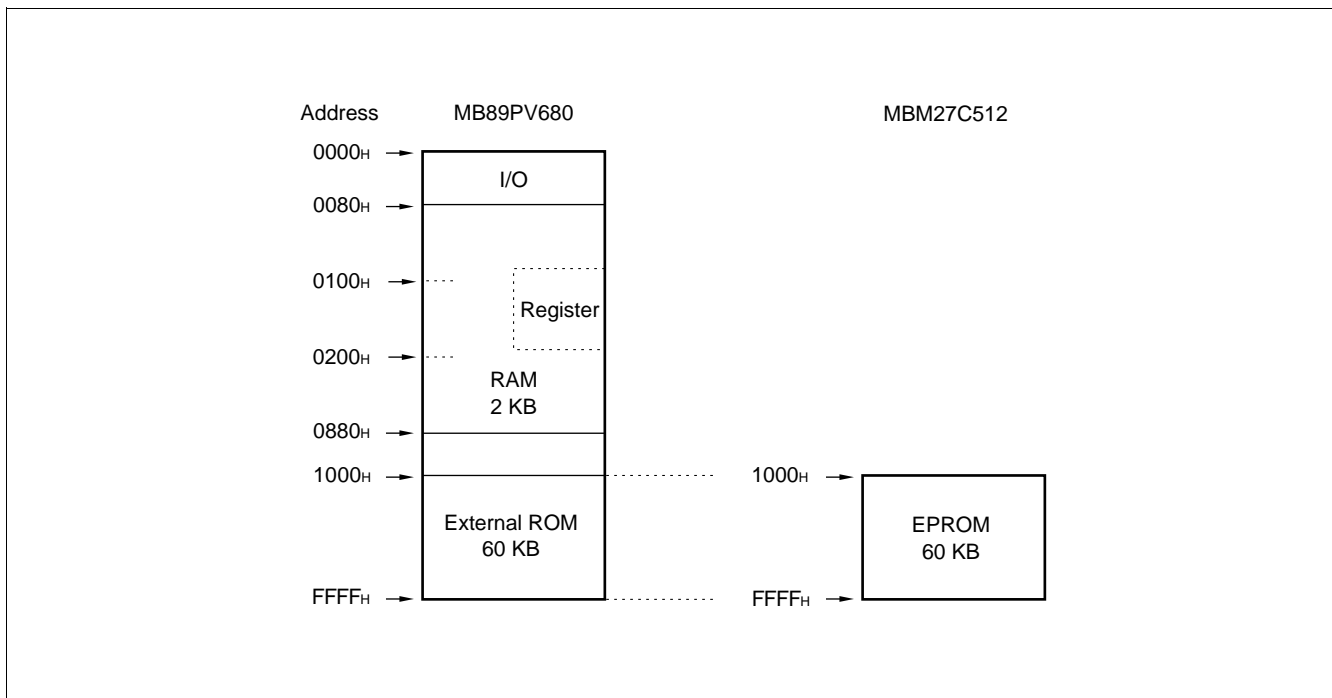 Address MB89PV680 MBM27C512
0000H
I/O
0080H
0100H
Register
0200H
RAM
2 KB
0880H
1000H 1000H
External ROM EPROM
60 KB 60 KB
FFFFH FFFFH